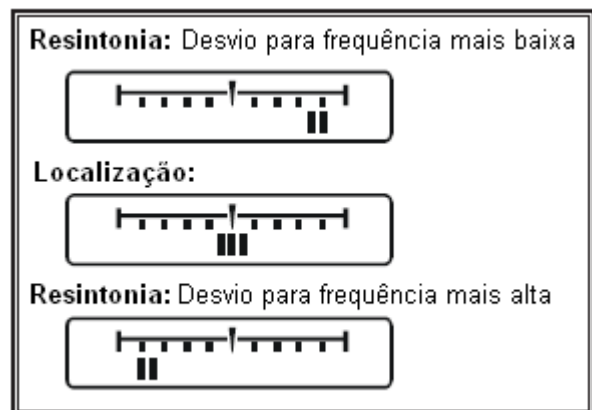 Resintonia: Desvio para frequência mais baixa
Localização:
Resintonia: Desvio para frequência mais alta